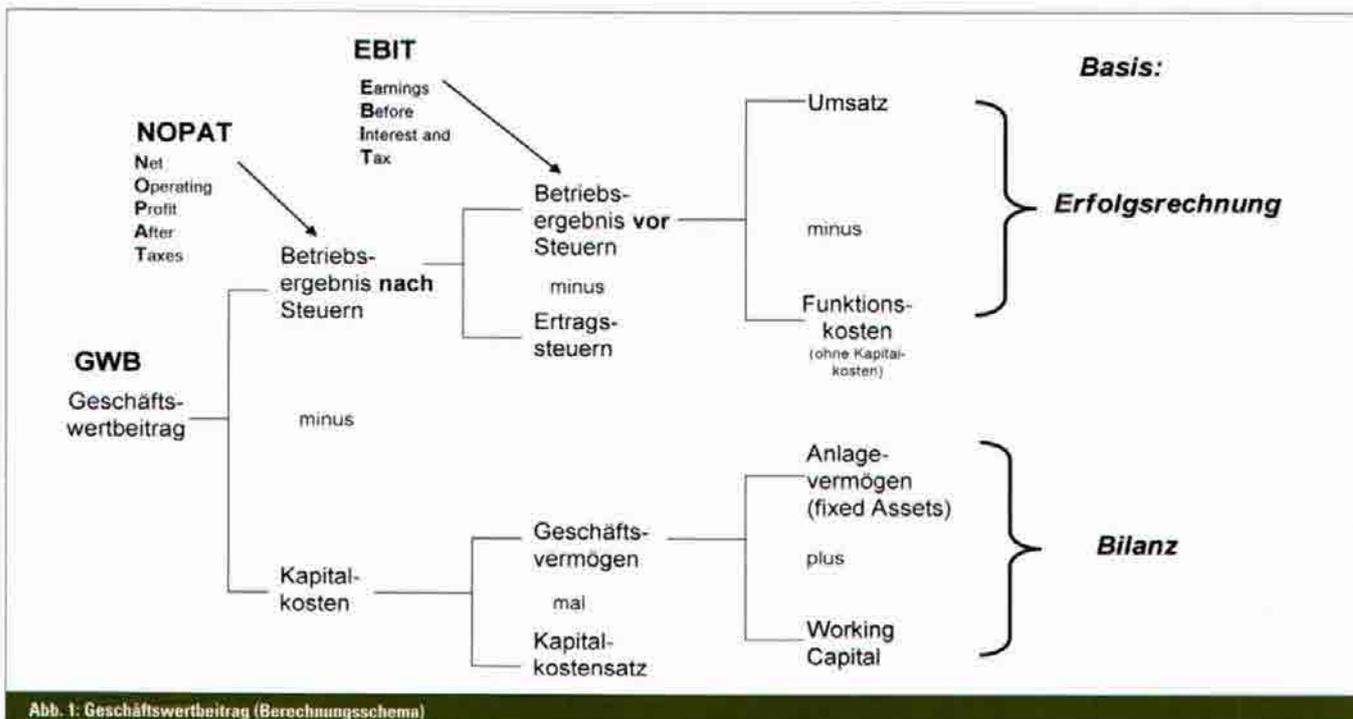 EBIT
Earnings
Before
Interest and
Tax
Basis:
Umsatz
NOPAT
Net
Operating
Profit
After
Taxes
Betriebs-
ergebnis vor
Steuern
minus
Erfolgsrechnung
Betriebs-
ergebnis nach
Steuern
minus
Ertrags-
steuern
Funktions-
kosten
(ohne Kapital-
kosten)
GWB
Geschäfts-
wertbeitrag
minus
Anlage-
vermögen
(fixed Assets)
Geschäfts-
vermögen
plus
Bilanz
Kapital-
kosten
mal
Kapital-
kostensatz
Working
Capital
Abb. 1: Geschäftswertbeitrag (Berechnungsschema)